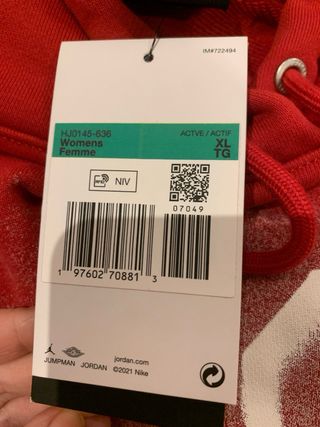 IM#722494
HJ0145-636 ACTVE / ACTIF
Womens XL
Femme TG
NIV
07049
1 97602 70881 3
JUMPMAN JORDAN
jordan.com
©2021 Nike